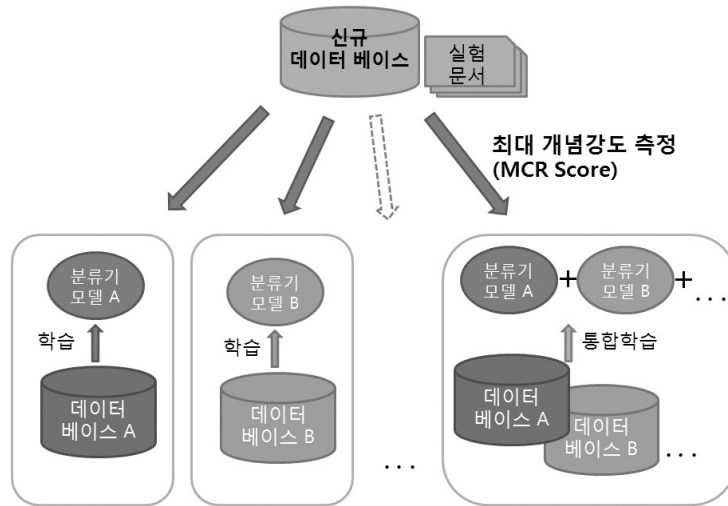 신규
데이터 베이스
실험
문서
최대 개념강도 측정
(MCR Score)
분류기
모델 A
학습
데이터
베이스 A
분류기
모델 B
학습
데이터
베이스 B
...
분류기
모델 A
+
분류기
모델 B
+
...
통합학습
데이터
베이스 A
데이터
베이스 B
...